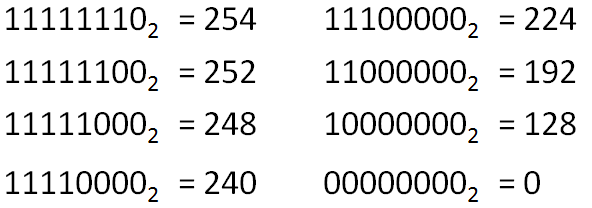 11111110₂ = 254
11111100₂ = 252
11111000₂ = 248
11110000₂ = 240
11100000₂ = 224
11000000₂ = 192
10000000₂ = 128
00000000₂ = 0